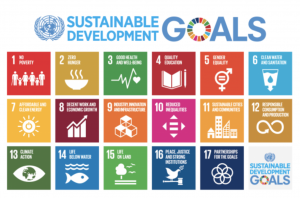 SUSTAINABLE
DEVELOPMENT
GOALS
1 NO
POVERTY
2 ZERO
HUNGER
3 GOOD HEALTH
AND WELL-BEING
4 QUALITY
EDUCATION
5 GENDER
EQUALITY
6 CLEAN WATER
AND SANITATION
7 AFFORDABLE AND
CLEAN ENERGY
8 DECENT WORK AND
ECONOMIC GROWTH
9 INDUSTRY, INNOVATION
AND INFRASTRUCTURE
10 REDUCED
INEQUALITIES
11 SUSTAINABLE CITIES
AND COMMUNITIES
12 RESPONSIBLE
CONSUMPTION
AND PRODUCTION
13 CLIMATE
ACTION
14 LIFE
BELOW WATER
15 LIFE
ON LAND
16 PEACE, JUSTICE
AND STRONG
INSTITUTIONS
17 PARTNERSHIPS
FOR THE GOALS
SUSTAINABLE
DEVELOPMENT
GOALS